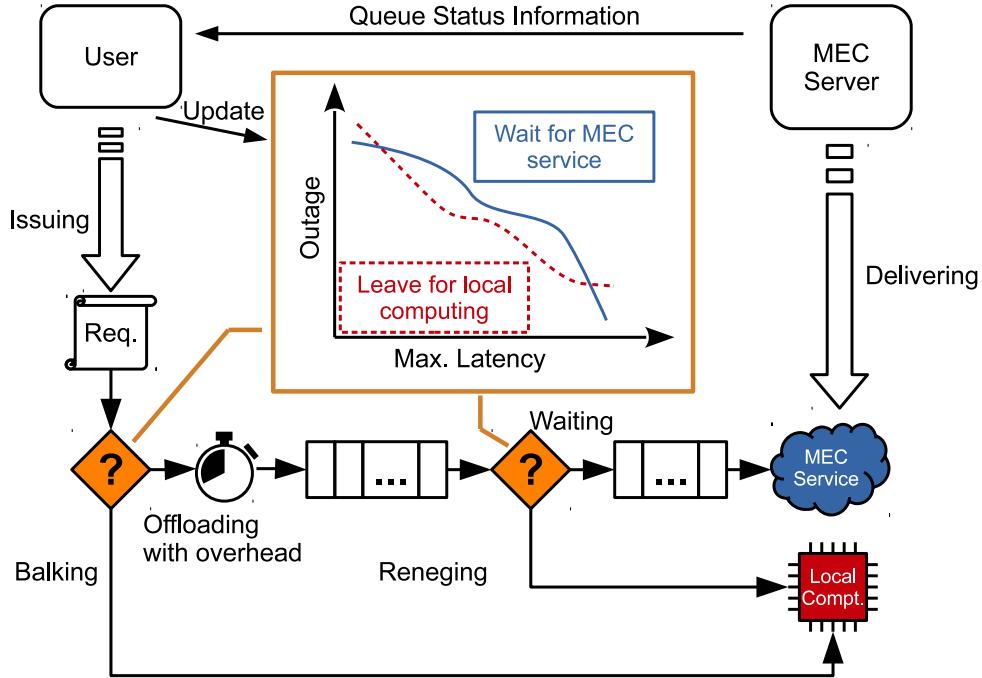 Queue Status Information
User
MEC
Server
Update
Wait for MEC
service
Issuing
Outage
Leave for local
computing
Delivering
Req.
Max. Latency
Waiting
?
...
?
...
MEC
Service
Offloading
with overhead
Balking
Reneging
Local
Compt.